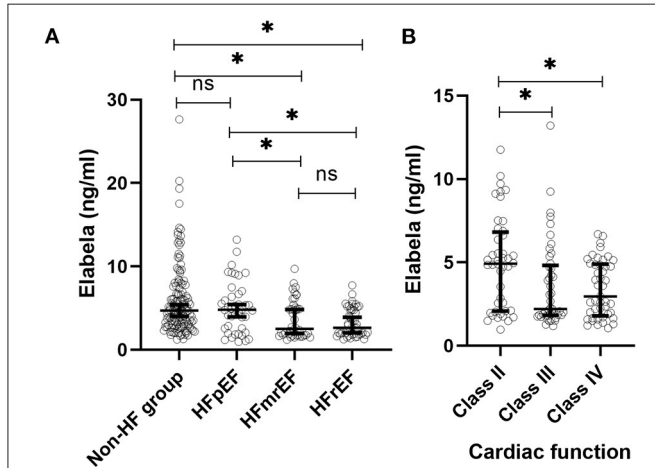 A
*
*
ns
*
*
ns
30
20
10
0
Elabela (ng/ml)
Non-HF group
HFpEF
HFmrEF
HFrEF
B
*
*
15
10
5
0
Elabela (ng/ml)
Class II
Class III
Class IV
Cardiac function